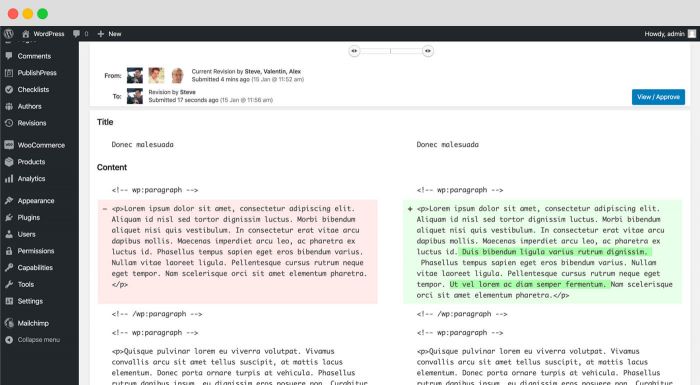 WordPress 0 + New Howdy, admin
Comments
PublishPress
Checklists
Authors
Revisions
WooCommerce
Products
Analytics
Appearance
Plugins
Users
Permissions
Capabilities
Tools
Settings
Mailchimp
Collapse menu
From: Current Revision by Steve, Valentin, Alex
Submitted 4 mins ago (15 Jan @ 11:52 am)
To: Revision by Steve
Submitted 17 seconds ago (15 Jan @ 11:56 am)
View / Approve
Title
Donec malesuada
Donec malesuada
Content
<!-- wp:paragraph -->
- <p>Lorem ipsum dolor sit amet, consectetur adipiscing elit.
Aliquam id nisl sed tortor dignissim luctus. Morbi bibendum
aliquet nisi quis vestibulum. In consectetur erat vitae arcu
dapibus mollis. Maecenas imperdiet arcu leo, ac pharetra ex
luctus id. Phasellus tempus sapien eget eros bibendum varius.
Nullam vitae laoreet ligula. Pellentesque cursus rutrum neque
eget tempor. Nam scelerisque orci sit amet elementum pharetra.
</p>
<!-- /wp:paragraph -->
<!-- wp:paragraph -->
<p>Quisque pulvinar lorem eu viverra volutpat. Vivamus
convallis arcu sit amet tellus suscipit, at mattis lacus
elementum. Donec porta ornare turpis at vehicula. Phasellus
rutrum dapibus ipsum, eu dignissim eros posuere non. Curabitur
<!-- wp:paragraph -->
+ <p>Lorem ipsum dolor sit amet, consectetur adipiscing elit.
Aliquam id nisl sed tortor dignissim luctus. Morbi bibendum
aliquet nisi quis vestibulum. In consectetur erat vitae arcu
dapibus mollis. Maecenas imperdiet arcu leo, ac pharetra ex
luctus id. Duis bibendum ligula varius rutrum dignissim.
Phasellus tempus sapien eget eros bibendum varius. Nullam
vitae laoreet ligula. Pellentesque cursus rutrum neque eget
tempor. Ut vel lorem ac diam semper fermentum. Nam scelerisque
orci sit amet elementum pharetra.</p>
<!-- /wp:paragraph -->
<!-- wp:paragraph -->
<p>Quisque pulvinar lorem eu viverra volutpat. Vivamus
convallis arcu sit amet tellus suscipit, at mattis lacus
elementum. Donec porta ornare turpis at vehicula. Phasellus
rutrum dapibus ipsum, eu dignissim eros posuere non. Curabitur